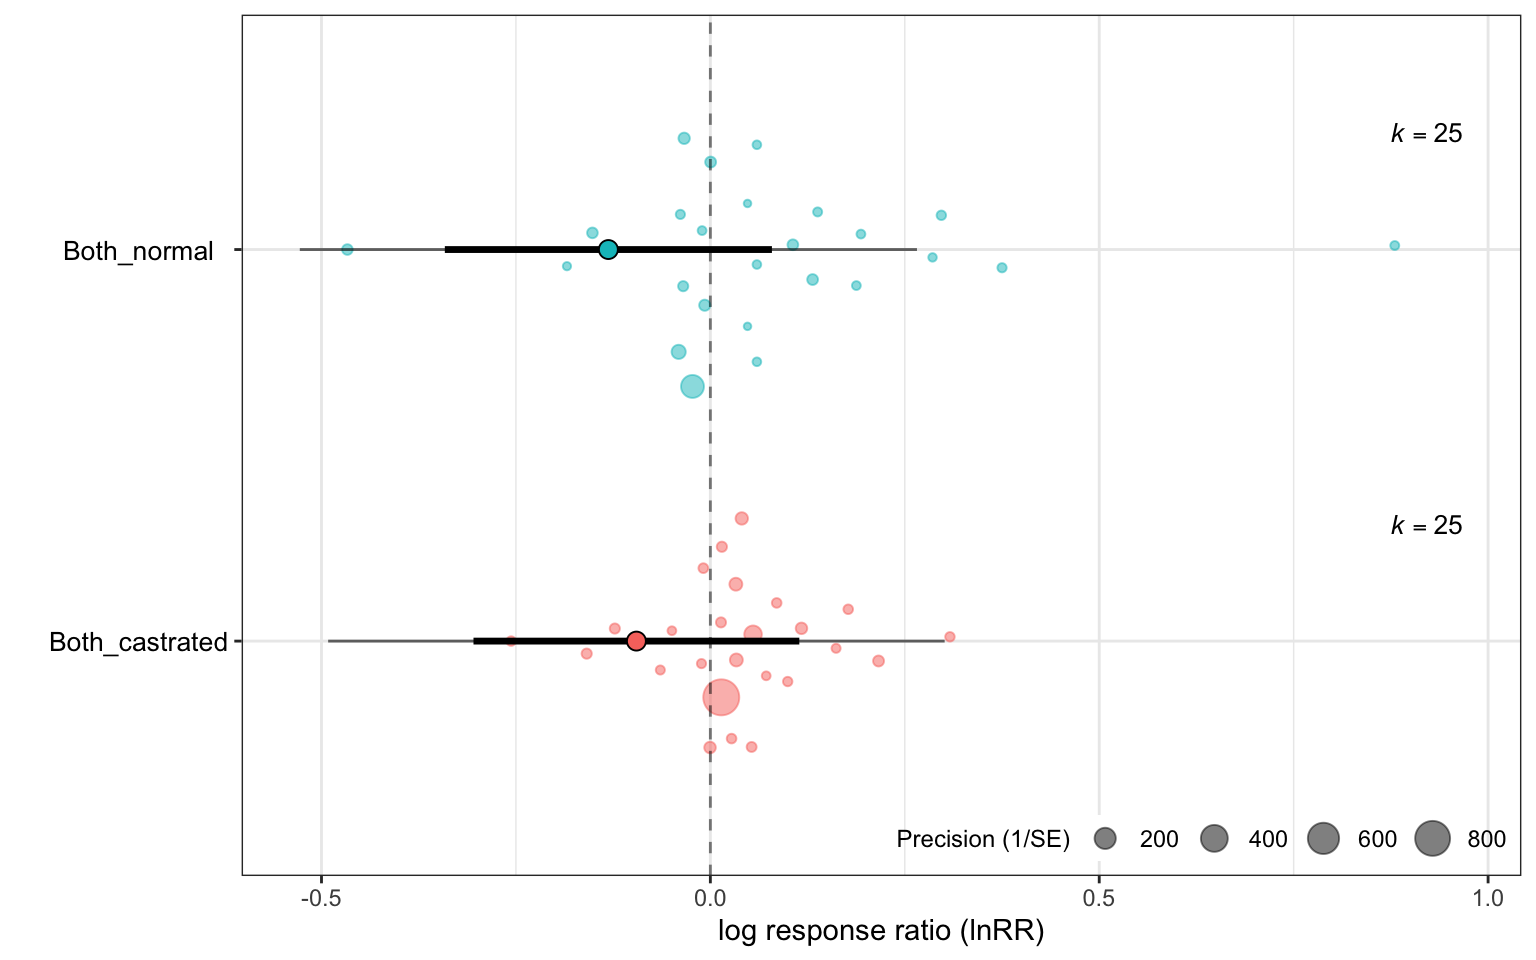 k = 25
Both_normal
k = 25
Both_castrated
Precision (1/SE) 200 400 600 800
-0.5 0.0 0.5 1.0
log response ratio (lnRR)